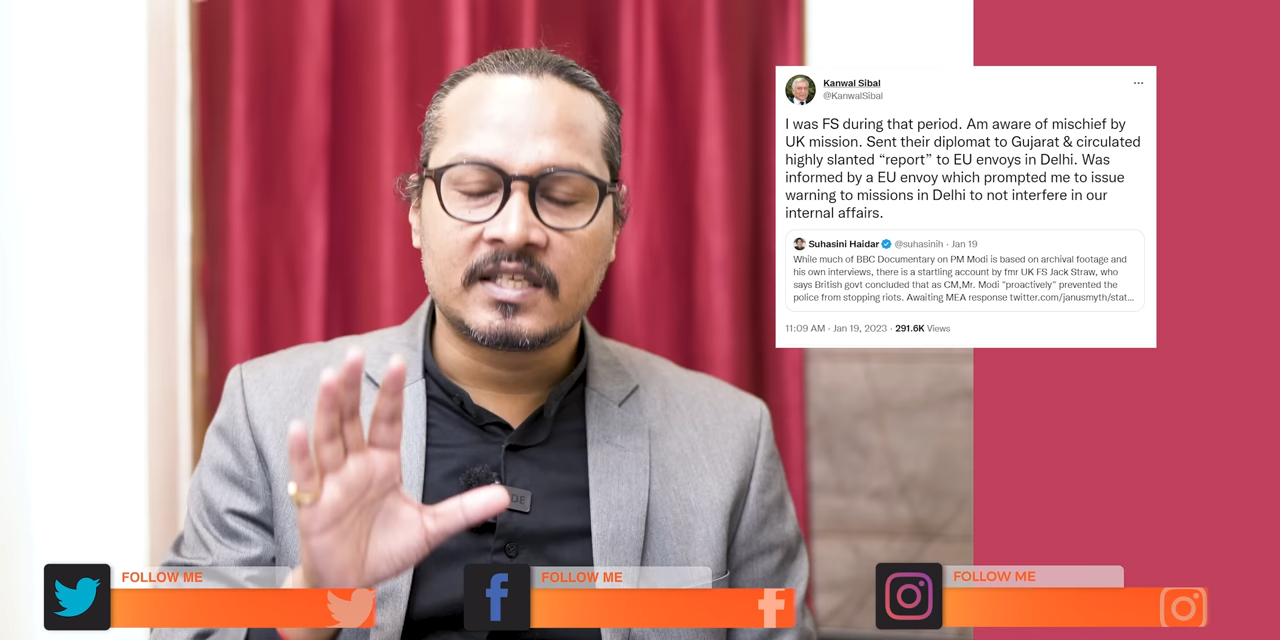 Kanwal Sibal
@KanwalSibal
I was FS during that period. Am aware of mischief by
UK mission. Sent their diplomat to Gujarat & circulated
highly slanted “report” to EU envoys in Delhi. Was
informed by a EU envoy which prompted me to issue
warning to missions in Delhi to not interfere in our
internal affairs.
Suhasini Haidar @suhasinih · Jan 19
While much of BBC Documentary on PM Modi is based on archival footage and
his own interviews, there is a startling account by fmr UK FS Jack Straw, who
says British govt concluded that as CM,Mr. Modi "proactively" prevented the
police from stopping riots. Awaiting MEA response twitter.com/janusmyth/stat...
11:09 AM · Jan 19, 2023 · 291.6K Views
FOLLOW ME
FOLLOW ME
FOLLOW ME